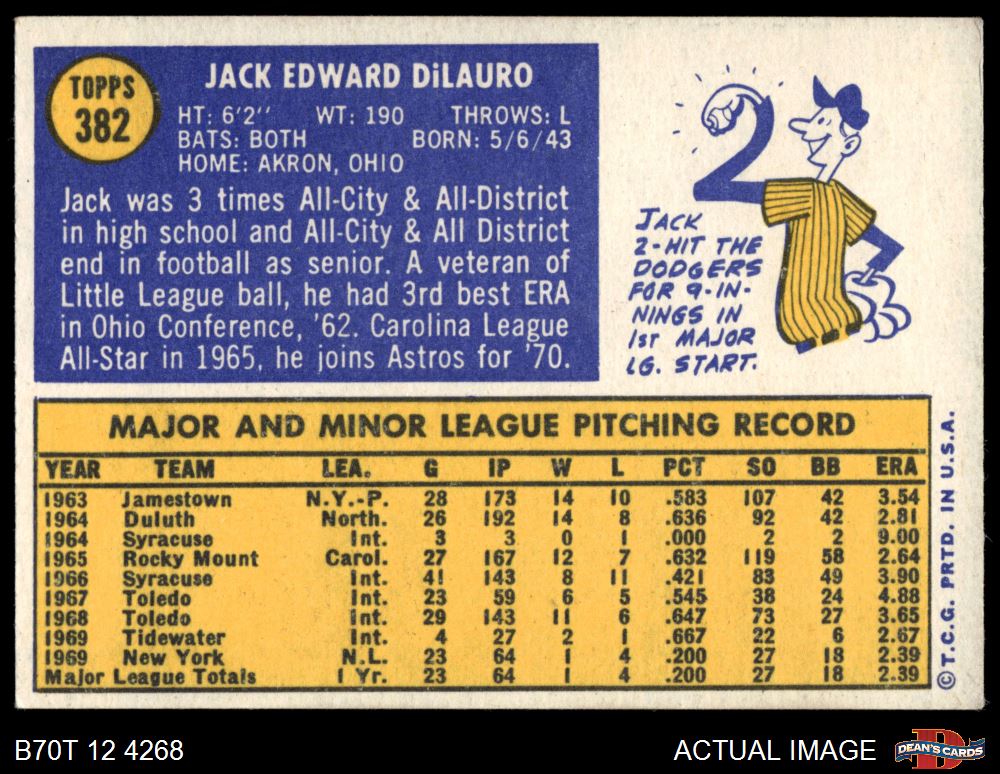 TOPPS
382
JACK EDWARD DiLAURO
HT: 6'2" WT: 190 THROWS: L
BATS: BOTH BORN: 5/6/43
HOME: AKRON, OHIO
Jack was 3 times All-City & All-District
in high school and All-City & All District
end in football as senior. A veteran of
Little League ball, he had 3rd best ERA
in Ohio Conference, '62. Carolina League
All-Star in 1965, he joins Astros for '70.
2
JACK
2-HIT THE
DODGERS
FOR 9-IN-
NINGS IN
1ST MAJOR
LG. START.
MAJOR AND MINOR LEAGUE PITCHING RECORD
YEAR TEAM LEA. G IP W L PCT SO BB ERA
1963 Jamestown N.Y.-P. 28 173 14 10 .583 107 42 3.54
1964 Duluth North. 26 192 14 8 .636 92 42 2.81
1964 Syracuse Int. 3 3 0 1 .000 2 2 9.00
1965 Rocky Mount Carol. 27 167 12 7 .632 119 58 2.64
1966 Syracuse Int. 41 143 8 11 .421 83 49 3.90
1967 Toledo Int. 23 59 6 5 .545 38 24 4.88
1968 Toledo Int. 29 143 11 6 .647 73 27 3.65
1969 Tidewater Int. 4 27 2 1 .667 22 6 2.67
1969 New York N.L. 23 64 1 4 .200 27 18 2.39
Major League Totals 1 Yr. 23 64 1 4 .200 27 18 2.39
©T.C.G. PRTD. IN U.S.A.
B70T 12 4268
ACTUAL IMAGE
D
DEAN'S CARDS